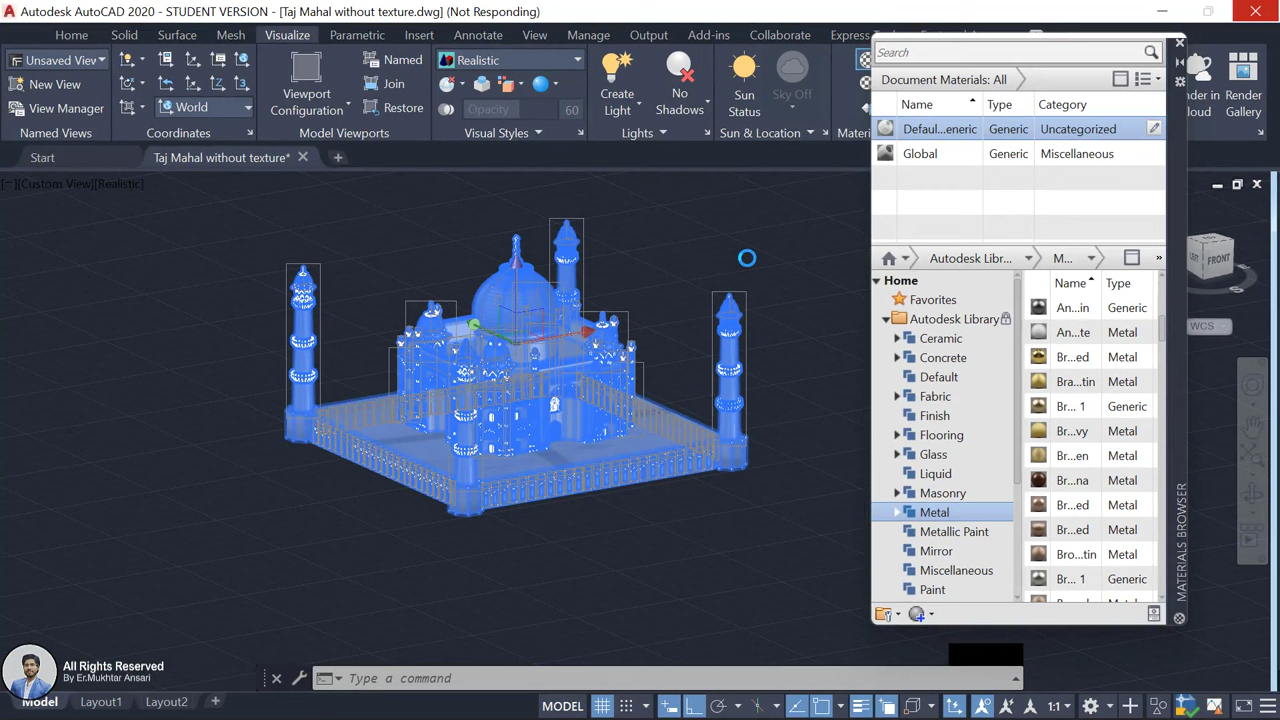 Autodesk AutoCAD 2020 - STUDENT VERSION - [Taj Mahal without texture.dwg] (Not Responding)
Home Solid Surface Mesh Visualize Parametric Insert Annotate View Manage Output Add-ins Collaborate Express
Unsaved View
New View
View Manager
Named Views
World
Coordinates
Viewport
Configuration
Named
Join
Restore
Model Viewports
Realistic
Opacity 60
Visual Styles
Create
Light
No
Shadows
Lights
Sun
Status
Sky Off
Sun & Location
Render
Gallery
Start
Taj Mahal without texture*
[−][Custom View][Realistic]
Search
Document Materials: All
Name Type Category
Defaul...eneric Generic Uncategorized
Global Generic Miscellaneous
Autodesk Libr... M...
Home
Favorites
Autodesk Library
Ceramic
Concrete
Default
Fabric
Finish
Flooring
Glass
Liquid
Masonry
Metal
Metallic Paint
Mirror
Miscellaneous
Paint
Name Type
An...in Generic
An...te Metal
Br...ed Metal
Bra...tin Metal
Br... 1 Generic
Br...vy Metal
Br...en Metal
Br...na Metal
Br...ed Metal
Br...ed Metal
Bro...tin Metal
Br... 1 Generic
MATERIALS BROWSER
LEFT FRONT
WCS
All Rights Reserved
By Er.Mukhtar Ansari
Type a command
Model Layout1 Layout2
MODEL
1:1